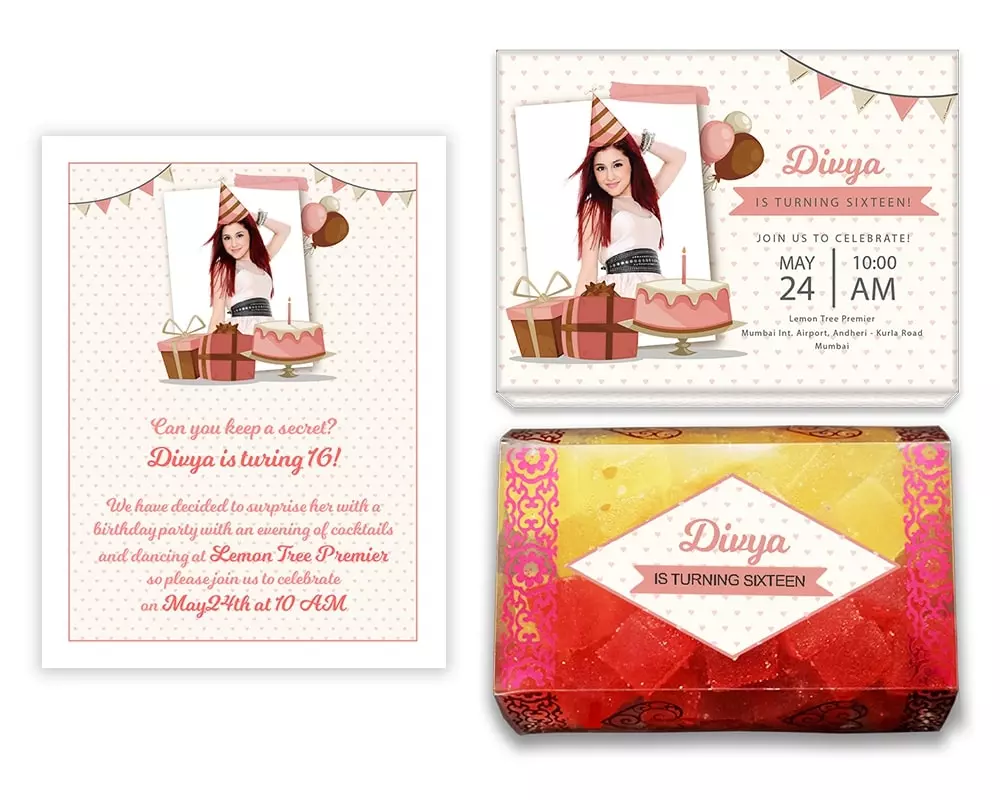 Can you keep a secret?
Divya is turing 16!
We have decided to surprise her with a
birthday party with an evening of cocktails
and dancing at Lemon Tree Premier
so please join us to celebrate
on May24th at 10 AM
Divya
IS TURNING SIXTEEN!
JOIN US TO CELEBRATE!
MAY 10:00
24 AM
Lemon Tree Premier
Mumbai Int. Airport, Andheri - Kurla Road
Mumbai
Divya
IS TURNING SIXTEEN